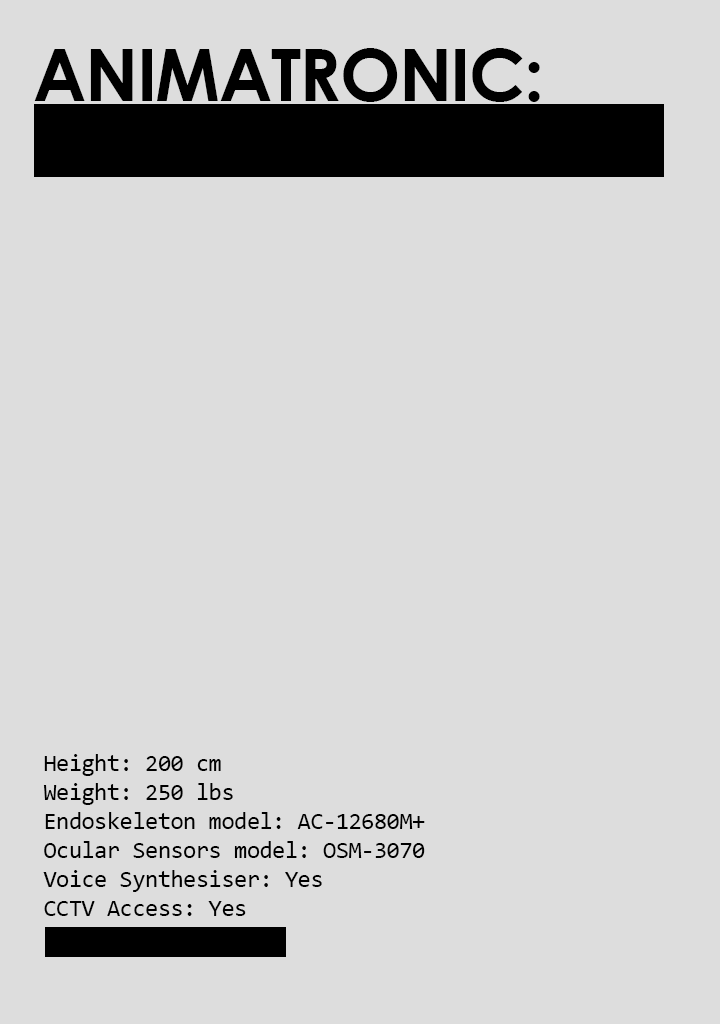 ANIMATRONIC:
Height: 200 cm
Weight: 250 lbs
Endoskeleton model: AC-12680M+
Ocular Sensors model: OSM-3070
Voice Synthesiser: Yes
CCTV Access: Yes